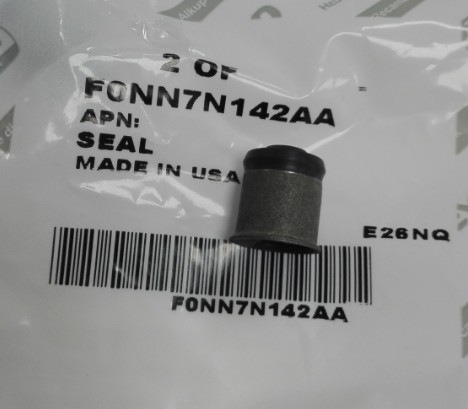 2 OF
F0NN7N142AA
APN:
SEAL
MADE IN USA
E26NQ
F0NN7N142AA